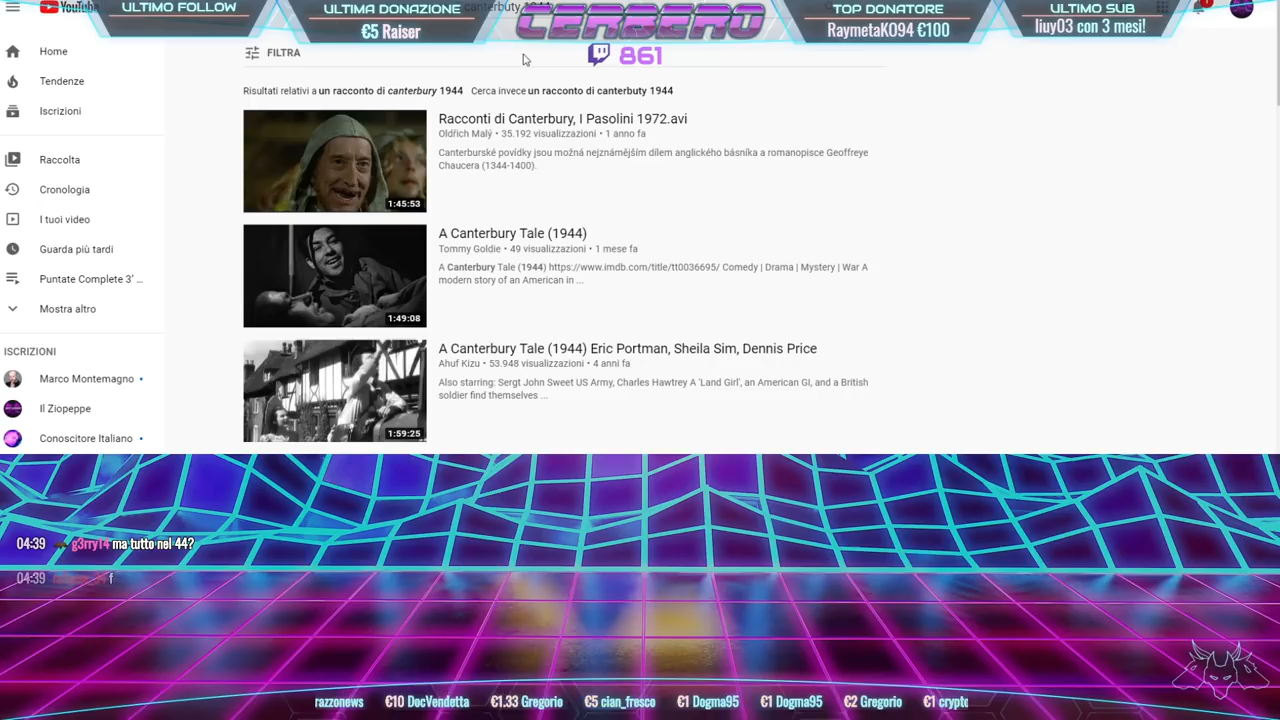 ULTIMO FOLLOW
ULTIMA DONAZIONE
€5 Raiser
CERBERO
TOP DONATORE
RaymetaKO94 €100
ULTIMO SUB
liuy03 con 3 mesi!
YouTube
861
Home
Tendenze
Iscrizioni
Raccolta
Cronologia
I tuoi video
Guarda più tardi
Puntate Complete 3' ...
Mostra altro
ISCRIZIONI
Marco Montemagno •
Il Ziopeppe
Conoscitore Italiano •
FILTRA
Risultati relativi a un racconto di canterbury 1944 Cerca invece un racconto di canterbuty 1944
Racconti di Canterbury, I Pasolini 1972.avi
Oldřich Malý • 35.192 visualizzazioni • 1 anno fa
Canterburské povídky jsou možná nejznámějším dílem anglického básníka a romanopisce Geoffreye
Chaucera (1344-1400).
1:45:53
A Canterbury Tale (1944)
Tommy Goldie • 49 visualizzazioni • 1 mese fa
A Canterbury Tale (1944) https://www.imdb.com/title/tt0036695/ Comedy | Drama | Mystery | War A
modern story of an American in ...
1:49:08
A Canterbury Tale (1944) Eric Portman, Sheila Sim, Dennis Price
Ahuf Kizu • 53.948 visualizzazioni • 4 anni fa
Also starring: Sergt John Sweet US Army, Charles Hawtrey A 'Land Girl', an American GI, and a British
soldier find themselves ...
1:59:25
04:39 g3rry14 ma tutto nel 44?
04:39 f
razzonews €10 DocVendetta €1.33 Gregorio €5 cian_fresco €1 Dogma95 €1 Dogma95 €2 Gregorio €1 crypto